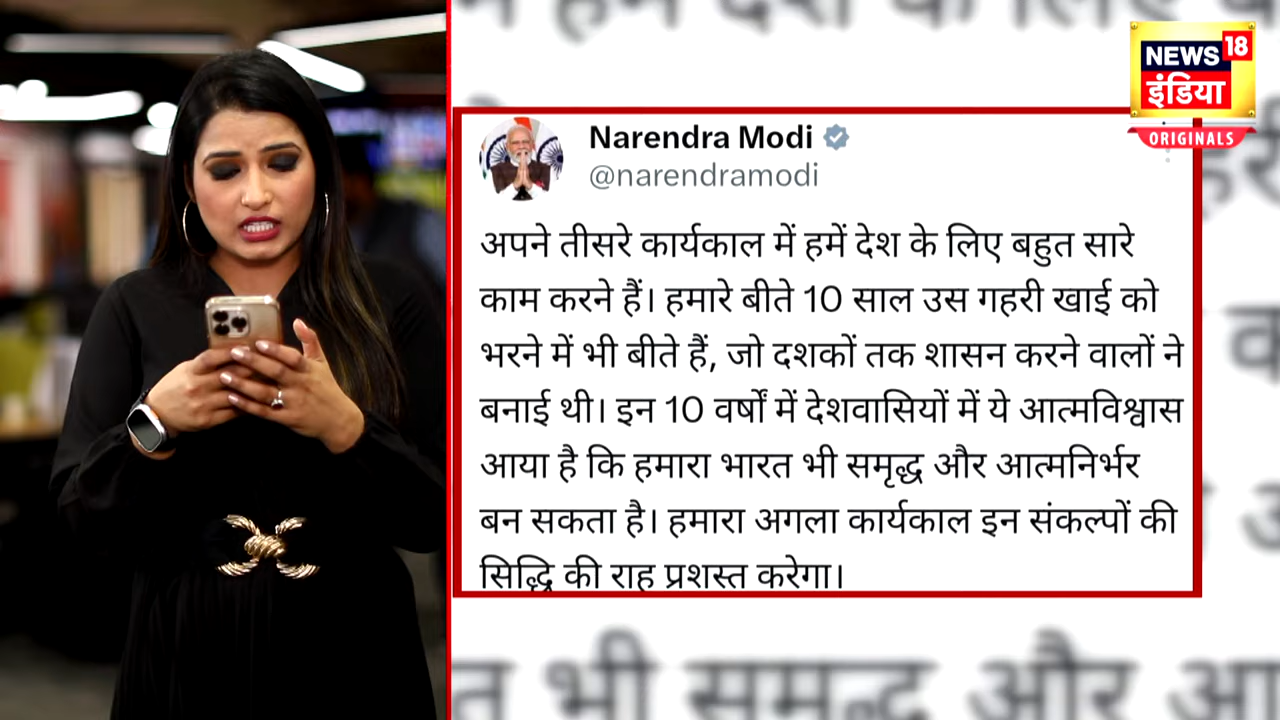 NEWS 18
इंडिया
ORIGINALS
Narendra Modi
@narendramodi
अपने तीसरे कार्यकाल में हमें देश के लिए बहुत सारे
काम करने हैं। हमारे बीते 10 साल उस गहरी खाई को
भरने में भी बीते हैं, जो दशकों तक शासन करने वालों ने
बनाई थी। इन 10 वर्षों में देशवासियों में ये आत्मविश्वास
आया है कि हमारा भारत भी समृद्ध और आत्मनिर्भर
बन सकता है। हमारा अगला कार्यकाल इन संकल्पों की
सिद्धि की राह प्रशस्त करेगा।
भी समृद्ध और